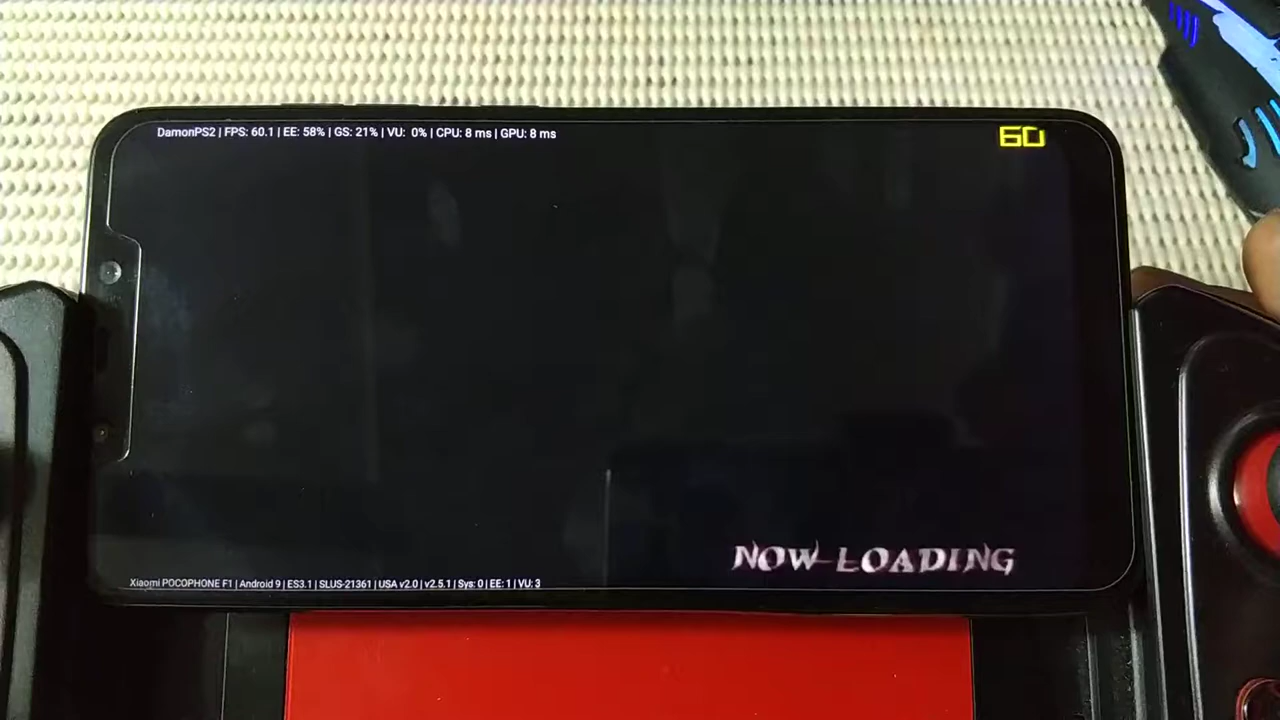 DamonPS2 | FPS: 60.1 | EE: 58% | GS: 21% | VU: 0% | CPU: 8 ms | GPU: 8 ms
60
NOW LOADING
Xiaomi POCOPHONE F1 | Android 9 | ES3.1 | SLUS-21361 | USA v2.0 | v2.5.1 | Sys: 0 | EE: 1 | VU: 3